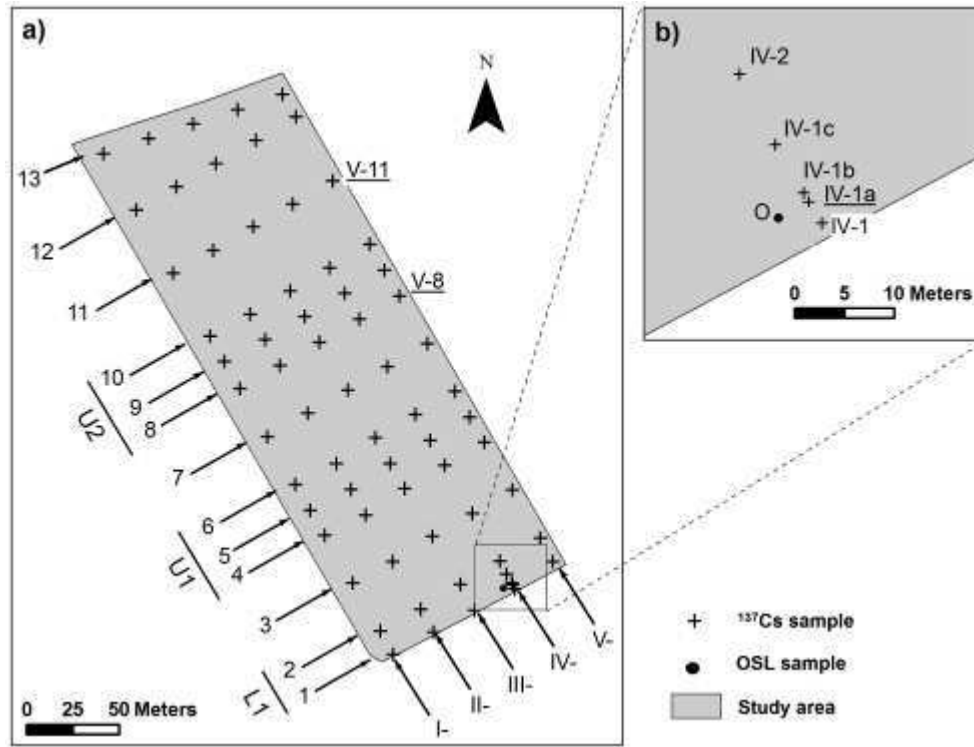 a)
N
V-11
V-8
13
12
11
10
9
8
7
6
5
4
3
2
1
U2
U1
L1
I-
II-
III-
IV-
V-
0 25 50 Meters
b)
IV-2
IV-1c
IV-1b
IV-1a
O
IV-1
0 5 10 Meters
¹³⁷Cs sample
OSL sample
Study area